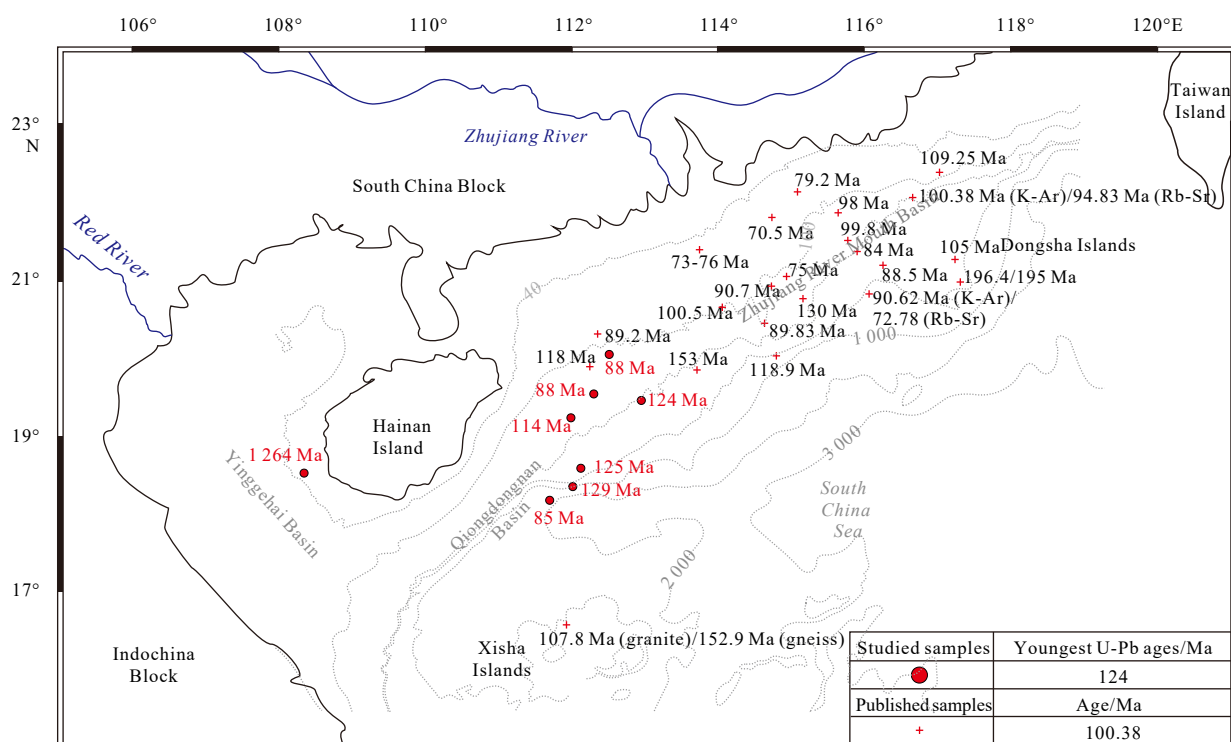 106°
108°
110°
112°
114°
116°
118°
120°E
23°
N
21°
19°
17°
Taiwan
Island
Zhujiang River
South China Block
Red River
109.25 Ma
79.2 Ma
100.38 Ma (K-Ar)/94.83 Ma (Rb-Sr)
98 Ma
70.5 Ma
99.8 Ma
100
Zhujiang River Mouth Basin
84 Ma
105 Ma
Dongsha Islands
73-76 Ma
75 Ma
88.5 Ma
196.4/195 Ma
40
90.7 Ma
90.62 Ma (K-Ar)/
72.78 (Rb-Sr)
100.5 Ma
130 Ma
89.83 Ma
1 000
89.2 Ma
118 Ma
88 Ma
153 Ma
118.9 Ma
88 Ma
124 Ma
114 Ma
Hainan
Island
1 264 Ma
Yinggehai Basin
3 000
125 Ma
129 Ma
Qiongdongnan
Basin
85 Ma
South
China
Sea
2 000
107.8 Ma (granite)/152.9 Ma (gneiss)
Xisha
Islands
Indochina
Block
Studied samples
Youngest U-Pb ages/Ma
124
Published samples
Age/Ma
100.38